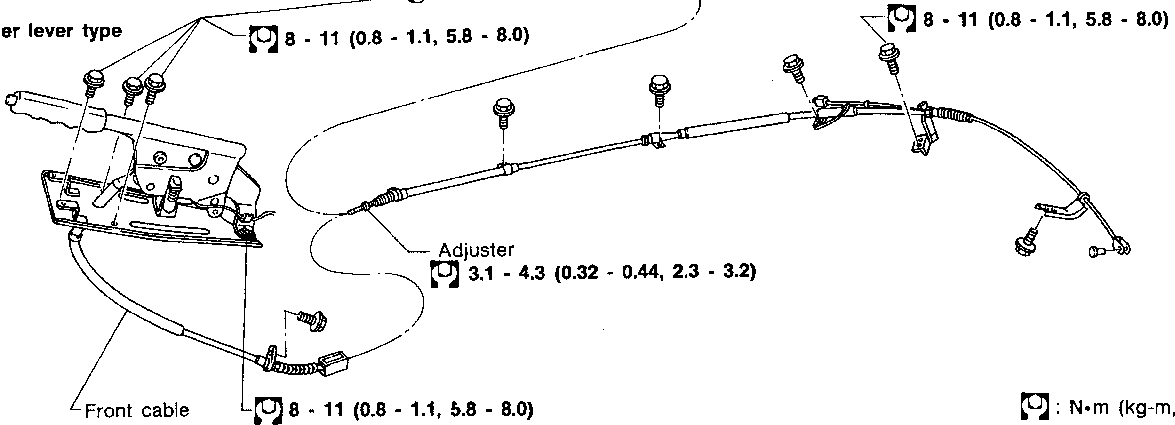 er lever type
8 - 11 (0.8 - 1.1, 5.8 - 8.0)
8 - 11 (0.8 - 1.1, 5.8 - 8.0)
Adjuster
3.1 - 4.3 (0.32 - 0.44, 2.3 - 3.2)
Front cable
8 - 11 (0.8 - 1.1, 5.8 - 8.0)
: N•m (kg-m,